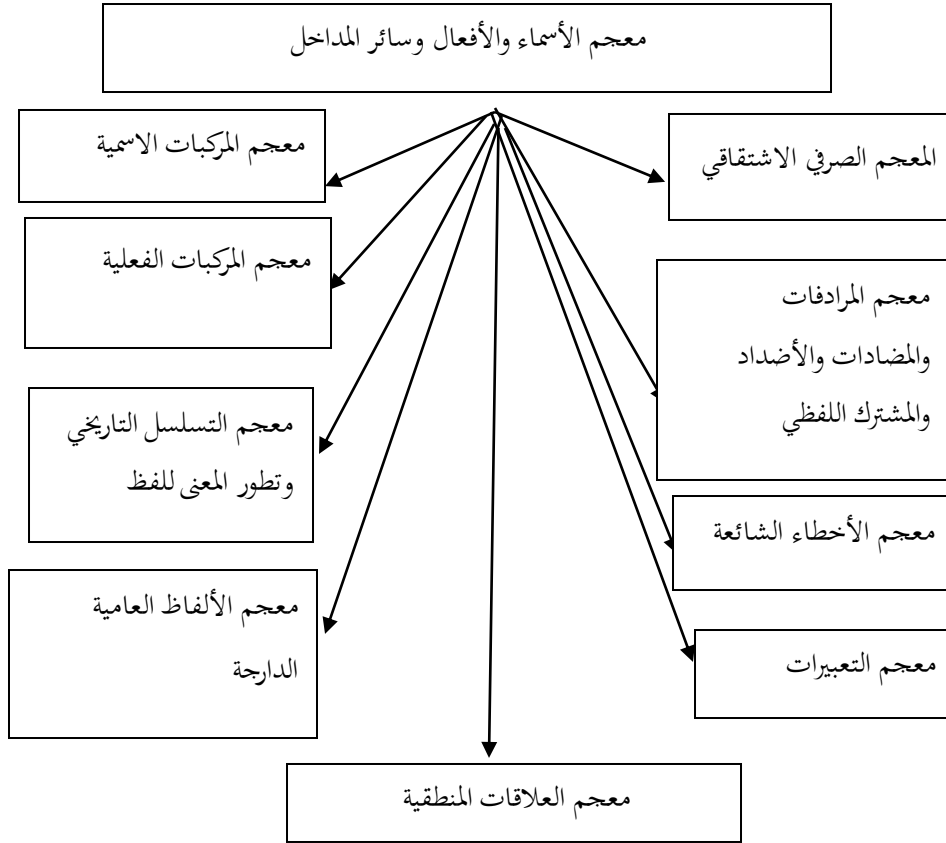 معجم الأسماء والأفعال وسائر المداخل
المعجم الصرفي الاشتقاقي
معجم المرادفات
والمضادات والأضداد
والمشترك اللفظي
معجم الأخطاء الشائعة
معجم التعبيرات
معجم المركبات الاسمية
معجم المركبات الفعلية
معجم التسلسل التاريخي
وتطور المعنى للفظ
معجم الألفاظ العامية
الدارجة
معجم العلاقات المنطقية